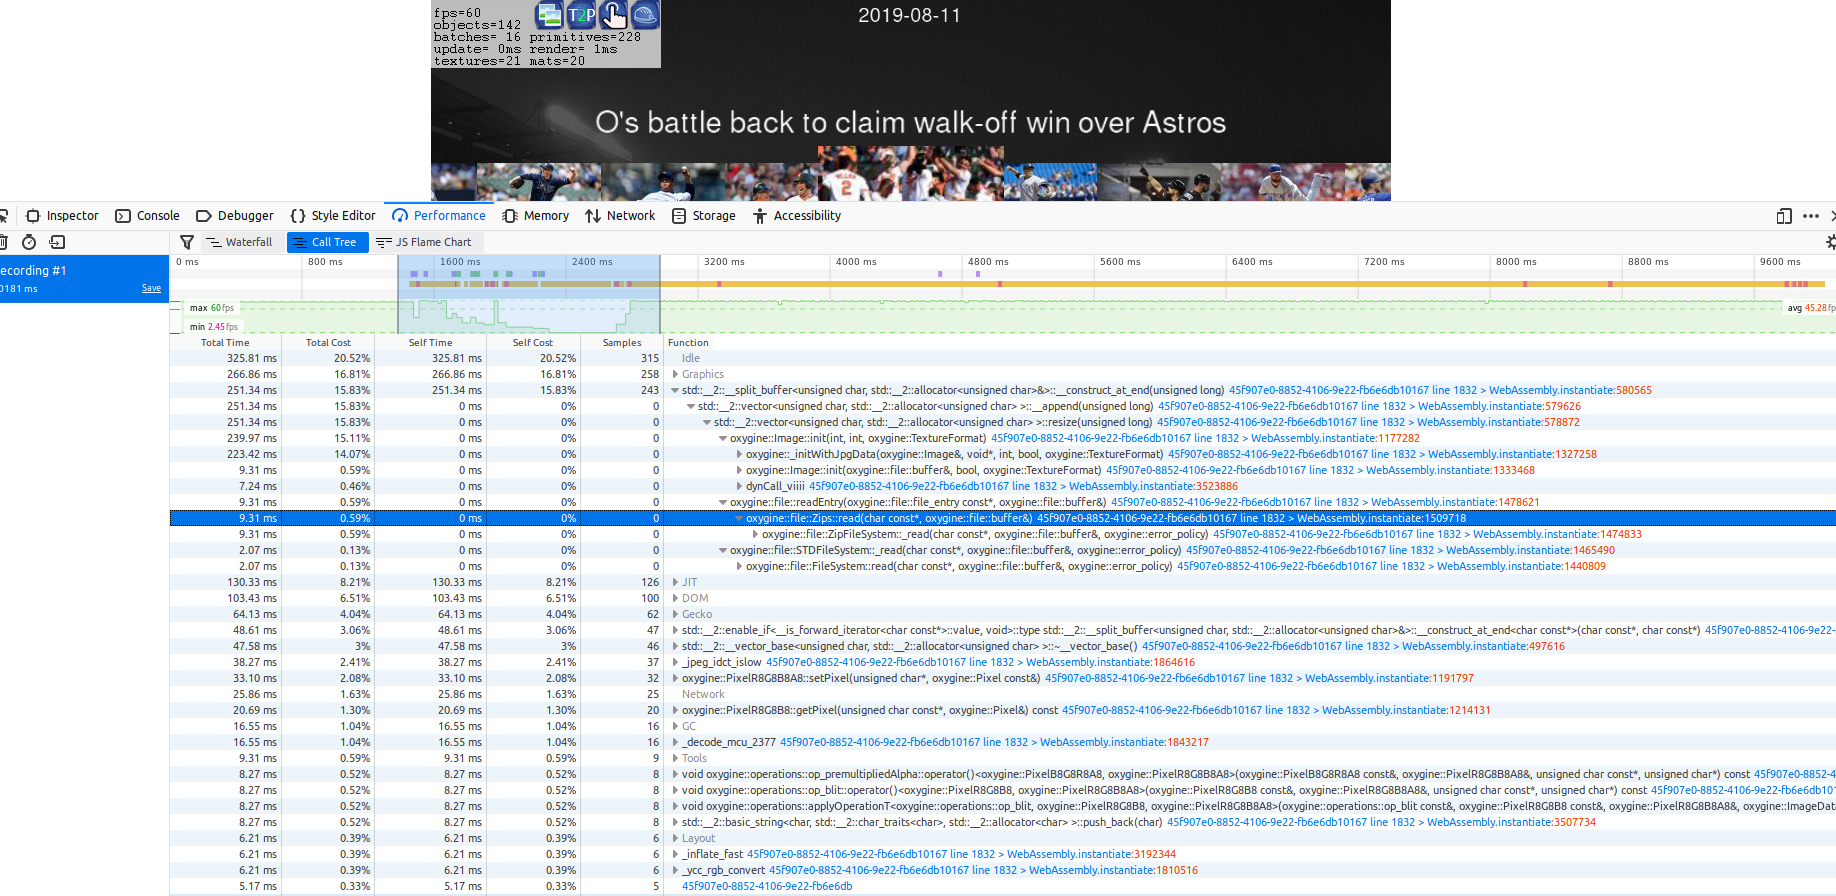 fps=60
objects=142
batches= 16 primitives=228
update= 0ms render= 1ms
textures=21 mats=20
T2P
2019-08-11
O's battle back to claim walk-off win over Astros
2
Inspector Console Debugger Style Editor Performance Memory Network Storage Accessibility
Waterfall Call Tree JS Flame Chart
ecording #1
0181 ms Save
0 ms 800 ms 1600 ms 2400 ms 3200 ms 4000 ms 4800 ms 5600 ms 6400 ms 7200 ms 8000 ms 8800 ms 9600 ms
max 60fps
min 2.45fps
avg 45.28fp
Total Time Total Cost Self Time Self Cost Samples Function
325.81 ms 20.52% 325.81 ms 20.52% 315 Idle
266.86 ms 16.81% 266.86 ms 16.81% 258 Graphics
251.34 ms 15.83% 251.34 ms 15.83% 243 std::__2::__split_buffer<unsigned char, std::__2::allocator<unsigned char>&>::__construct_at_end(unsigned long) 45f907e0-8852-4106-9e22-fb6e6db10167 line 1832 > WebAssembly.instantiate:580565
251.34 ms 15.83% 0 ms 0% 0 std::__2::vector<unsigned char, std::__2::allocator<unsigned char> >::__append(unsigned long) 45f907e0-8852-4106-9e22-fb6e6db10167 line 1832 > WebAssembly.instantiate:579626
251.34 ms 15.83% 0 ms 0% 0 std::__2::vector<unsigned char, std::__2::allocator<unsigned char> >::resize(unsigned long) 45f907e0-8852-4106-9e22-fb6e6db10167 line 1832 > WebAssembly.instantiate:578872
239.97 ms 15.11% 0 ms 0% 0 oxygine::Image::init(int, int, oxygine::TextureFormat) 45f907e0-8852-4106-9e22-fb6e6db10167 line 1832 > WebAssembly.instantiate:1177282
223.42 ms 14.07% 0 ms 0% 0 oxygine::_initWithJpgData(oxygine::Image&, void*, int, bool, oxygine::TextureFormat) 45f907e0-8852-4106-9e22-fb6e6db10167 line 1832 > WebAssembly.instantiate:1327258
9.31 ms 0.59% 0 ms 0% 0 oxygine::Image::init(oxygine::file::buffer&, bool, oxygine::TextureFormat) 45f907e0-8852-4106-9e22-fb6e6db10167 line 1832 > WebAssembly.instantiate:1333468
7.24 ms 0.46% 0 ms 0% 0 dynCall_viiii 45f907e0-8852-4106-9e22-fb6e6db10167 line 1832 > WebAssembly.instantiate:3523886
9.31 ms 0.59% 0 ms 0% 0 oxygine::file::readEntry(oxygine::file::file_entry const*, oxygine::file::buffer&) 45f907e0-8852-4106-9e22-fb6e6db10167 line 1832 > WebAssembly.instantiate:1478621
9.31 ms 0.59% 0 ms 0% 0 oxygine::file::Zips::read(char const*, oxygine::file::buffer&) 45f907e0-8852-4106-9e22-fb6e6db10167 line 1832 > WebAssembly.instantiate:1509718
9.31 ms 0.59% 0 ms 0% 0 oxygine::file::ZipFileSystem::_read(char const*, oxygine::file::buffer&, oxygine::error_policy) 45f907e0-8852-4106-9e22-fb6e6db10167 line 1832 > WebAssembly.instantiate:1474833
2.07 ms 0.13% 0 ms 0% 0 oxygine::file::STDFileSystem::_read(char const*, oxygine::file::buffer&, oxygine::error_policy) 45f907e0-8852-4106-9e22-fb6e6db10167 line 1832 > WebAssembly.instantiate:1465490
2.07 ms 0.13% 0 ms 0% 0 oxygine::file::FileSystem::read(char const*, oxygine::file::buffer&, oxygine::error_policy) 45f907e0-8852-4106-9e22-fb6e6db10167 line 1832 > WebAssembly.instantiate:1440809
130.33 ms 8.21% 130.33 ms 8.21% 126 JIT
103.43 ms 6.51% 103.43 ms 6.51% 100 DOM
64.13 ms 4.04% 64.13 ms 4.04% 62 Gecko
48.61 ms 3.06% 48.61 ms 3.06% 47 std::__2::enable_if<__is_forward_iterator<char const*>::value, void>::type std::__2::__split_buffer<unsigned char, std::__2::allocator<unsigned char>&>::__construct_at_end<char const*>(char const*, char const*) 45f907e0-8852-4106-9e22-
47.58 ms 3% 47.58 ms 3% 46 std::__2::__vector_base<unsigned char, std::__2::allocator<unsigned char> >::~__vector_base() 45f907e0-8852-4106-9e22-fb6e6db10167 line 1832 > WebAssembly.instantiate:497616
38.27 ms 2.41% 38.27 ms 2.41% 37 _jpeg_idct_islow 45f907e0-8852-4106-9e22-fb6e6db10167 line 1832 > WebAssembly.instantiate:1864616
33.10 ms 2.08% 33.10 ms 2.08% 32 oxygine::PixelR8G8B8A8::setPixel(unsigned char*, oxygine::Pixel const&) 45f907e0-8852-4106-9e22-fb6e6db10167 line 1832 > WebAssembly.instantiate:1191797
25.86 ms 1.63% 25.86 ms 1.63% 25 Network
20.69 ms 1.30% 20.69 ms 1.30% 20 oxygine::PixelR8G8B8::getPixel(unsigned char const*, oxygine::Pixel&) const 45f907e0-8852-4106-9e22-fb6e6db10167 line 1832 > WebAssembly.instantiate:1214131
16.55 ms 1.04% 16.55 ms 1.04% 16 GC
16.55 ms 1.04% 16.55 ms 1.04% 16 _decode_mcu_2377 45f907e0-8852-4106-9e22-fb6e6db10167 line 1832 > WebAssembly.instantiate:1843217
9.31 ms 0.59% 9.31 ms 0.59% 9 Tools
8.27 ms 0.52% 8.27 ms 0.52% 8 void oxygine::operations::op_premultipliedAlpha::operator()<oxygine::PixelB8G8R8A8, oxygine::PixelR8G8B8A8>(oxygine::PixelB8G8R8A8 const&, oxygine::PixelR8G8B8A8&, unsigned char const*, unsigned char*) const 45f907e0-8852-4
8.27 ms 0.52% 8.27 ms 0.52% 8 void oxygine::operations::op_blit::operator()<oxygine::PixelR8G8B8, oxygine::PixelR8G8B8A8>(oxygine::PixelR8G8B8 const&, oxygine::PixelR8G8B8A8&, unsigned char const*, unsigned char*) const 45f907e0-8852-4106-9e22-fb6e6db10
8.27 ms 0.52% 8.27 ms 0.52% 8 void oxygine::operations::applyOperationT<oxygine::operations::op_blit, oxygine::PixelR8G8B8, oxygine::PixelR8G8B8A8>(oxygine::operations::op_blit const&, oxygine::PixelR8G8B8 const&, oxygine::PixelR8G8B8A8&, oxygine::ImageData
8.27 ms 0.52% 8.27 ms 0.52% 8 std::__2::basic_string<char, std::__2::char_traits<char>, std::__2::allocator<char> >::push_back(char) 45f907e0-8852-4106-9e22-fb6e6db10167 line 1832 > WebAssembly.instantiate:3507734
6.21 ms 0.39% 6.21 ms 0.39% 6 Layout
6.21 ms 0.39% 6.21 ms 0.39% 6 _inflate_fast 45f907e0-8852-4106-9e22-fb6e6db10167 line 1832 > WebAssembly.instantiate:3192344
6.21 ms 0.39% 6.21 ms 0.39% 6 _ycc_rgb_convert 45f907e0-8852-4106-9e22-fb6e6db10167 line 1832 > WebAssembly.instantiate:1810516
5.17 ms 0.33% 5.17 ms 0.33% 5 45f907e0-8852-4106-9e22-fb6e6db